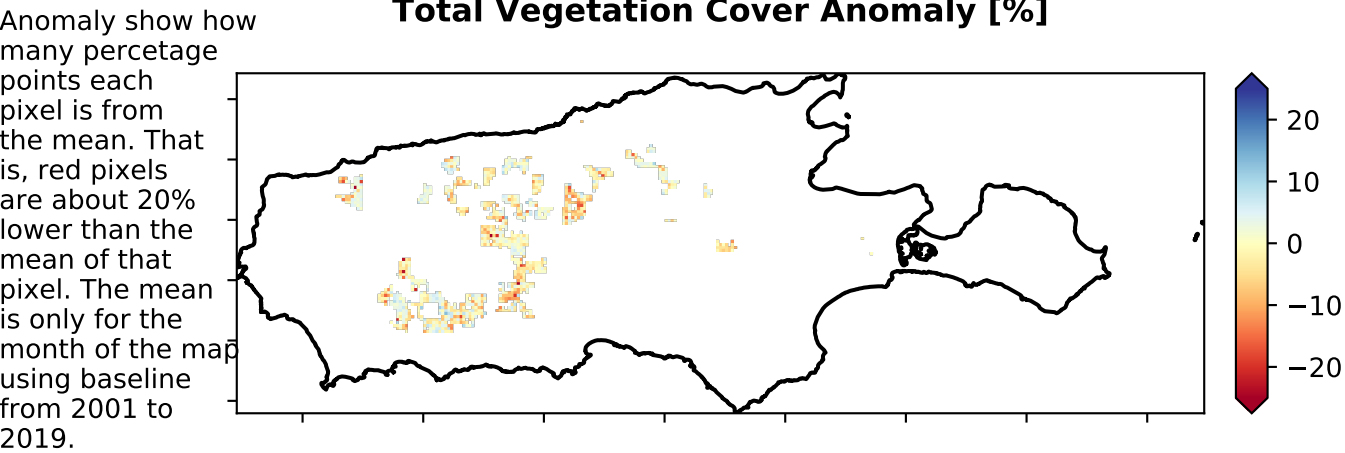 Total Vegetation Cover Anomaly [%]
Anomaly show how
many percetage
points each
pixel is from
the mean. That
is, red pixels
are about 20%
lower than the
mean of that
pixel. The mean
is only for the
month of the map
using baseline
from 2001 to
2019.
20
10
0
−10
−20